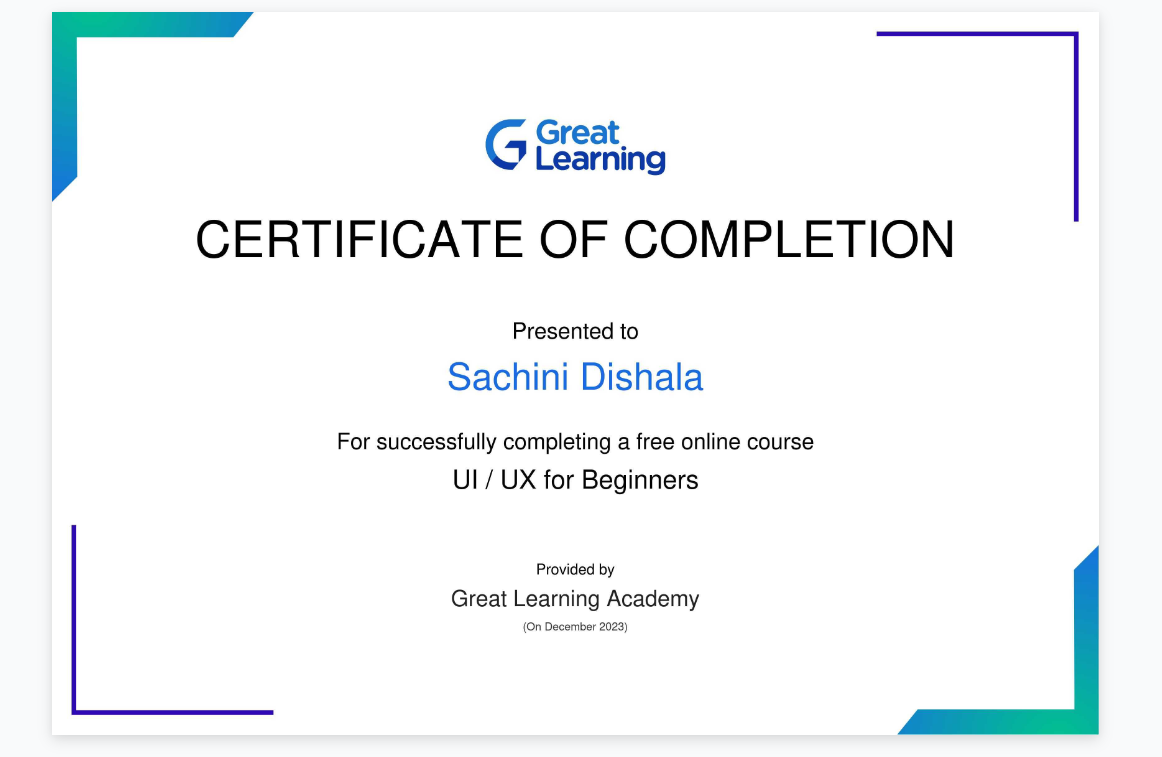 Great
Learning
CERTIFICATE OF COMPLETION
Presented to
Sachini Dishala
For successfully completing a free online course
UI / UX for Beginners
Provided by
Great Learning Academy
(On December 2023)